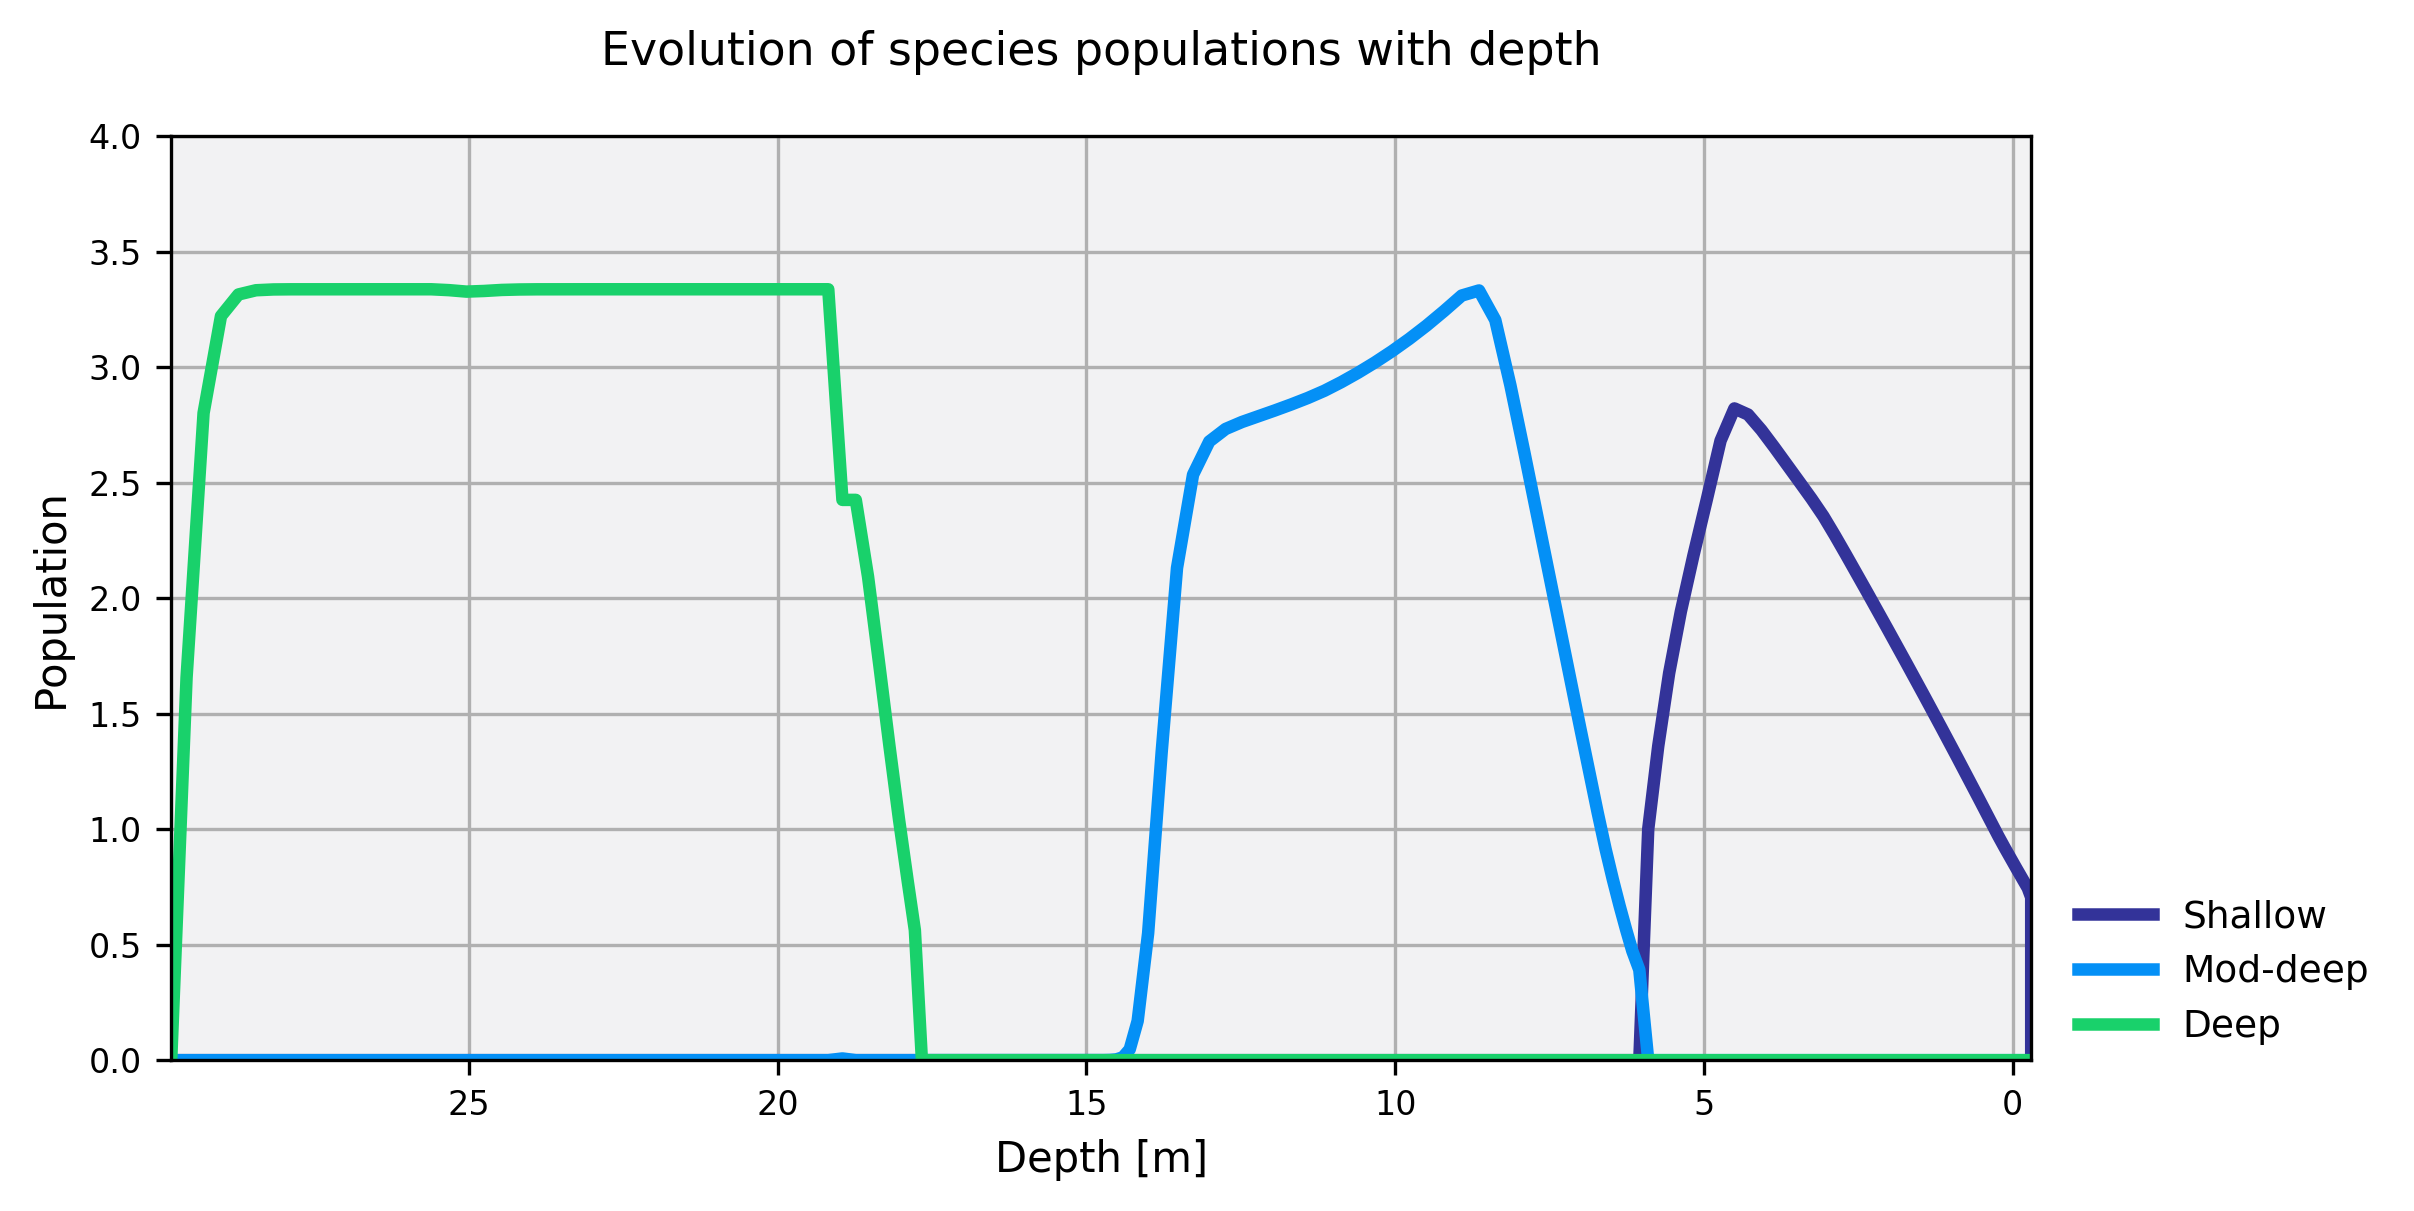 Evolution of species populations with depth
4.0
3.5
3.0
2.5
2.0
1.5
1.0
0.5
0.0
Population
25 20 15 10 5 0
Depth [m]
Shallow
Mod-deep
Deep